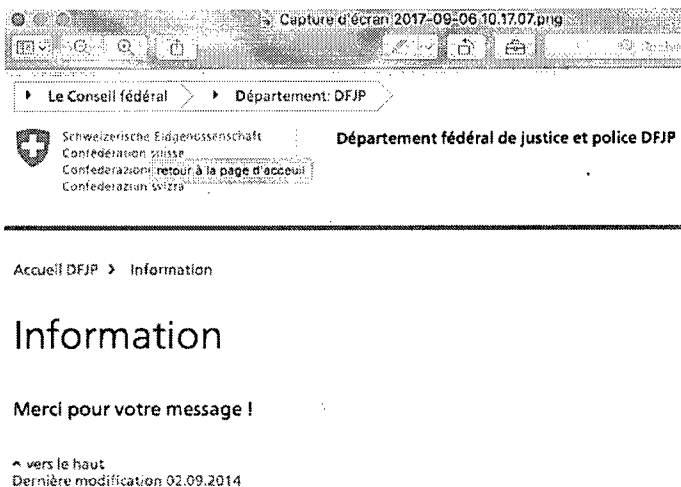 Capture d'écran 2017-09-06 10.17.07.png
Le Conseil fédéral
Département: DFJP
Schweizerische Eidgenossenschaft
Confédération suisse
Confederazione
retour à la page d'acceuil
Confederaziun svizra
Département fédéral de justice et police DFJP
Accueil DFJP > Information
Information
Merci pour votre message !
^ vers le haut
Dernière modification 02.09.2014